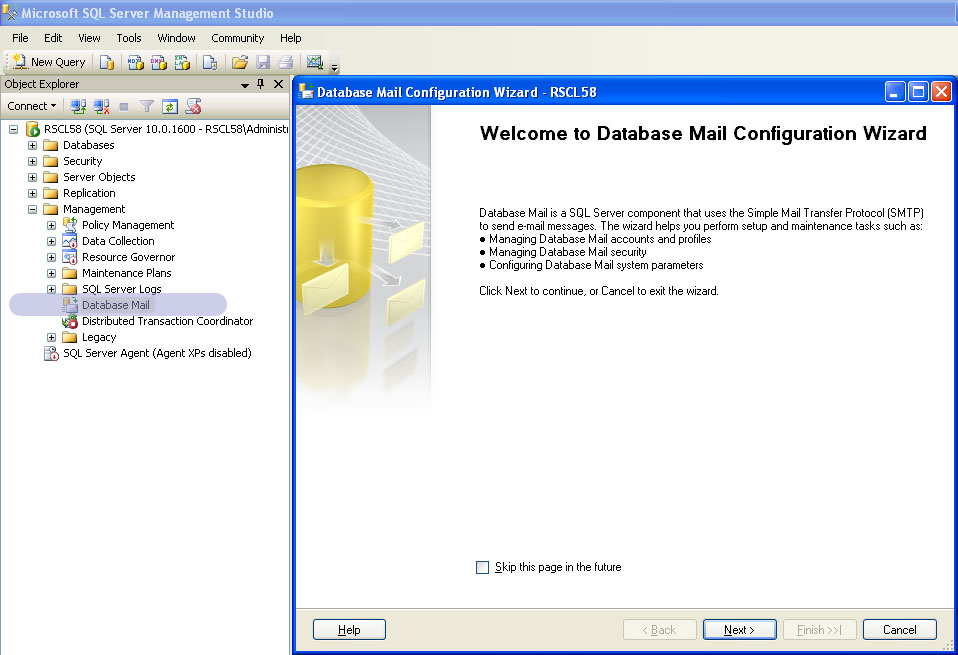 Microsoft SQL Server Management Studio
File Edit View Tools Window Community Help
New Query
Object Explorer
Connect
RSCL58 (SQL Server 10.0.1600 - RSCL58\Administr
Databases
Security
Server Objects
Replication
Management
Policy Management
Data Collection
Resource Governor
Maintenance Plans
SQL Server Logs
Database Mail
Distributed Transaction Coordinator
Legacy
SQL Server Agent (Agent XPs disabled)
Database Mail Configuration Wizard - RSCL58
Welcome to Database Mail Configuration Wizard
Database Mail is a SQL Server component that uses the Simple Mail Transfer Protocol (SMTP)
to send e-mail messages. The wizard helps you perform setup and maintenance tasks such as:
● Managing Database Mail accounts and profiles
● Managing Database Mail security
● Configuring Database Mail system parameters
Click Next to continue, or Cancel to exit the wizard.
Skip this page in the future
Help < Back Next > Finish >>| Cancel